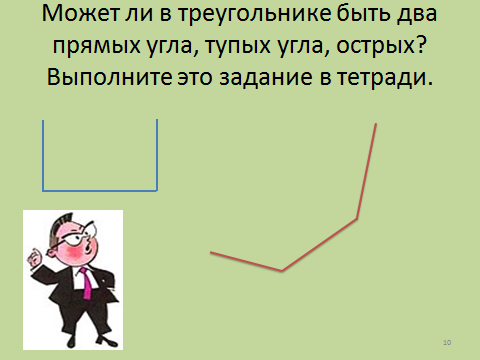 Может ли в треугольнике быть два
прямых угла, тупых угла, острых?
Выполните это задание в тетради.
10